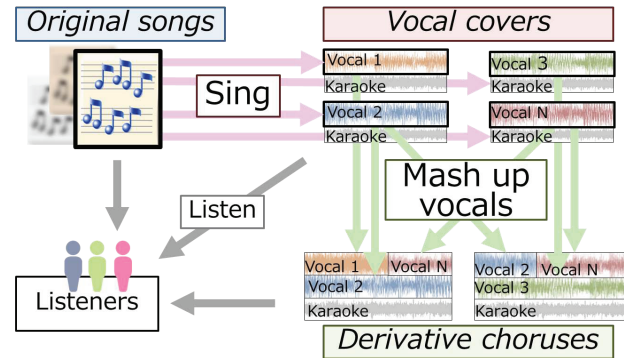 Original songs
Vocal covers
Vocal 1
Karaoke
Vocal 2
Karaoke
Vocal 3
Karaoke
Vocal N
Karaoke
Sing
Mash up
vocals
Listen
Listeners
Vocal 1 Vocal N
Vocal 2
Karaoke
Vocal 2 Vocal N
Vocal 3
Karaoke
Derivative choruses